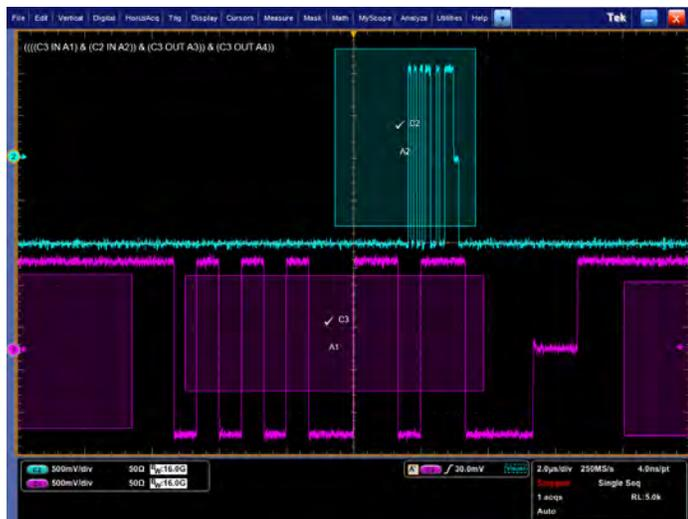 File Edit Vertical Digital Horiz/Acq Trig Display Cursors Measure Mask Math MyScope Analyze Utilities Help Tek
((((C3 IN A1) & (C2 IN A2)) & (C3 OUT A3)) & (C3 OUT A4))
C2
A2
2
C3
A1
C2 500mV/div 50Ω BW:16.0G
500mV/div 50Ω BW:16.0G
A' 30.0mV Visual
2.0µs/div 250MS/s 4.0ns/pt
Stopped Single Seq
1 acqs RL:5.0k
Auto